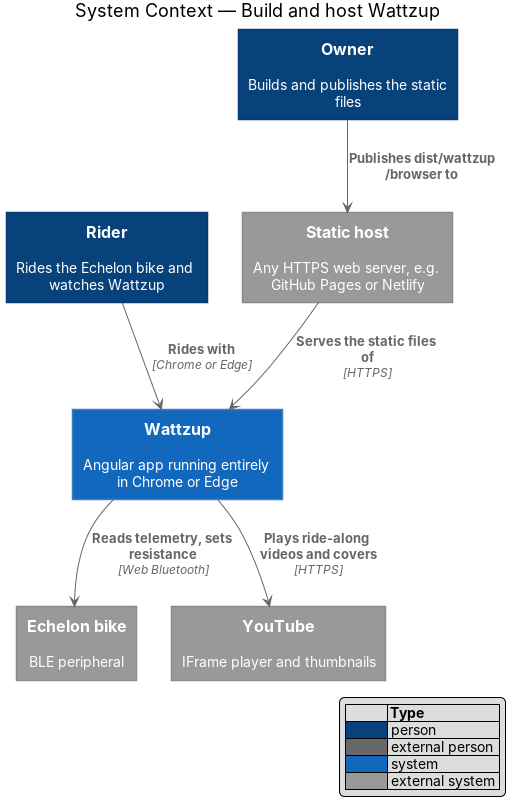 System Context — Build and host Wattzup
Owner
Builds and publishes the static
files
Publishes dist/wattzup
/browser to
Rider
Rides the Echelon bike and
watches Wattzup
Static host
Any HTTPS web server, e.g.
GitHub Pages or Netlify
Rides with
[Chrome or Edge]
Serves the static files
of
[HTTPS]
Wattzup
Angular app running entirely
in Chrome or Edge
Reads telemetry, sets
resistance
[Web Bluetooth]
Plays ride-along
videos and covers
[HTTPS]
Echelon bike
BLE peripheral
YouTube
IFrame player and thumbnails
Type
person
external person
system
external system